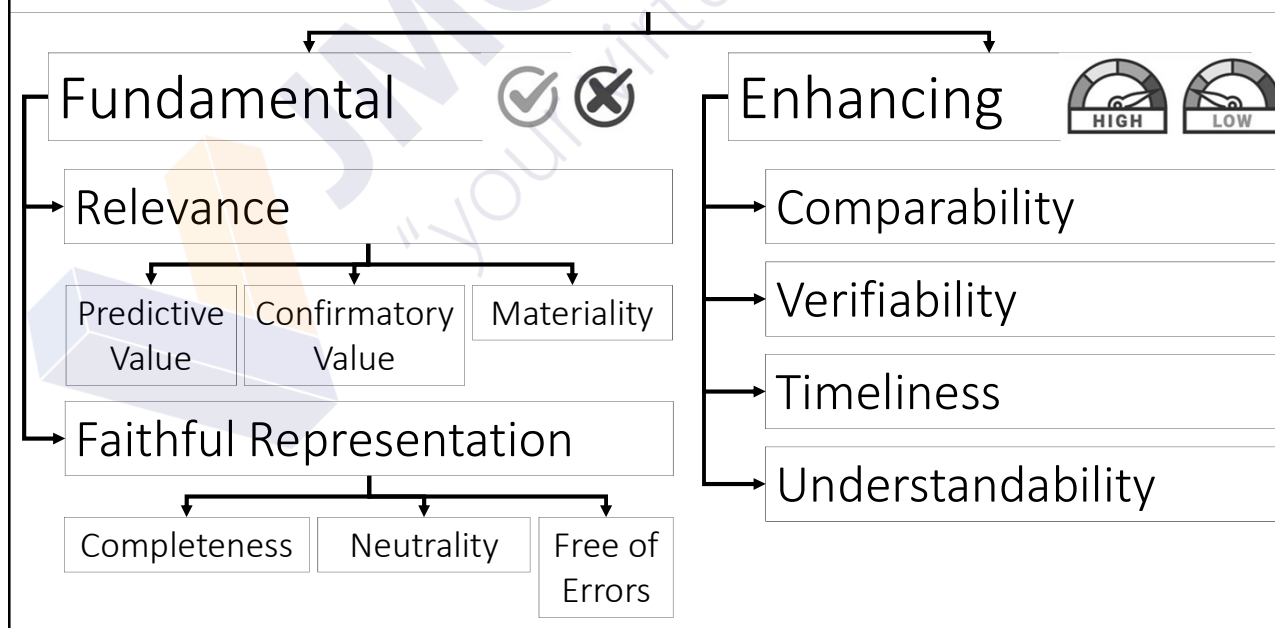 Fundamental
Relevance
Predictive
Value
Confirmatory
Value
Materiality
Faithful Representation
Completeness
Neutrality
Free of
Errors
Enhancing
HIGH
LOW
Comparability
Verifiability
Timeliness
Understandability
"your